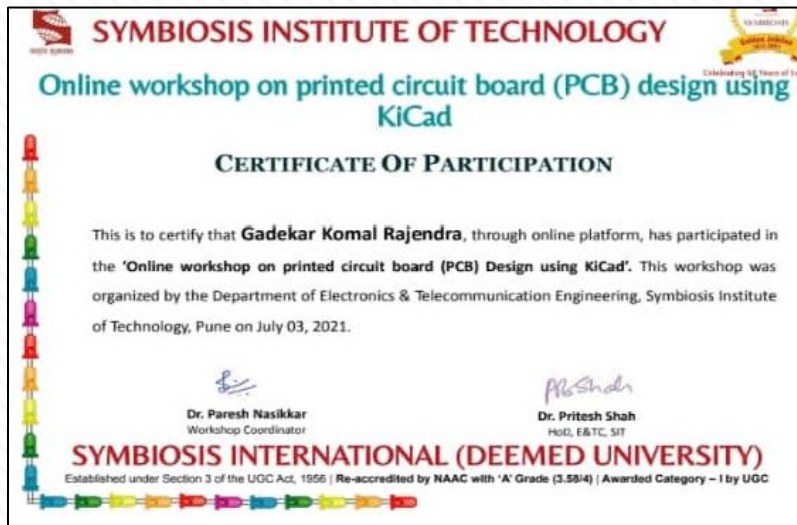 SYMBIOSIS INSTITUTE OF TECHNOLOGY
SYMBIOSIS
Golden Jubilee
Online workshop on printed circuit board (PCB) design using
KiCad
CERTIFICATE OF PARTICIPATION
This is to certify that Gadekar Komal Rajendra, through online platform, has participated in
the 'Online workshop on printed circuit board (PCB) Design using KiCad'. This workshop was
organized by the Department of Electronics & Telecommunication Engineering, Symbiosis Institute
of Technology, Pune on July 03, 2021.
PRShah
Dr. Paresh Nasikkar
Workshop Coordinator
Dr. Pritesh Shah
HoD, E&TC, SIT
SYMBIOSIS INTERNATIONAL (DEEMED UNIVERSITY)
Established under Section 3 of the UGC Act, 1956 | Re-accredited by NAAC with 'A' Grade (3.58/4) | Awarded Category – I by UGC